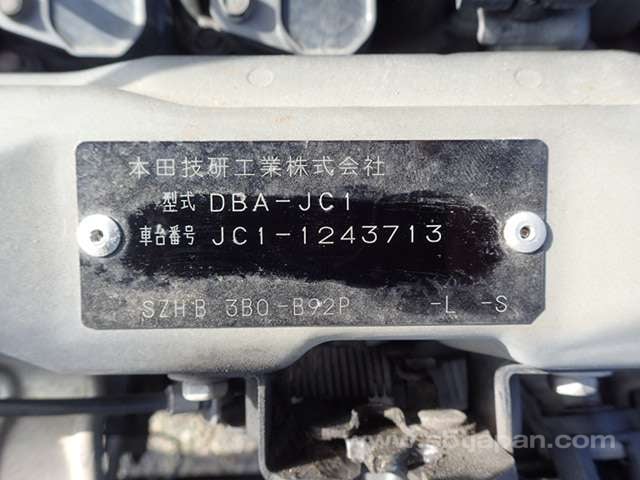 本田技研工業株式会社
型式 DBA-JC1
車台番号 JC1-1243713
SZH B 3B0-B92P -L -S
www.sbtjapan.com